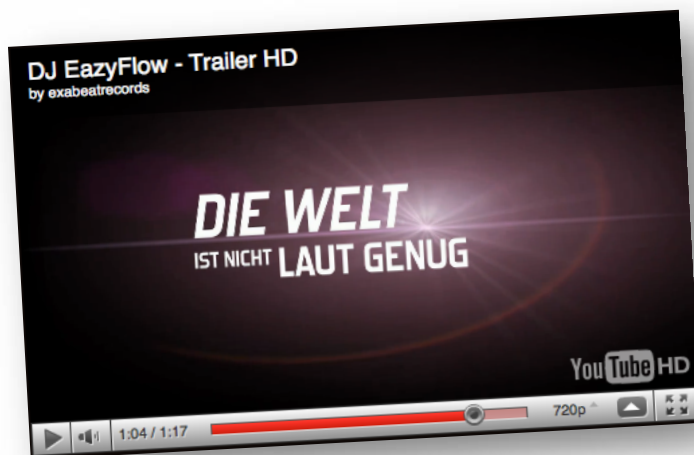 DJ EazyFlow - Trailer HD
by exabeatrecords
DIE WELT
IST NICHT LAUT GENUG
YouTube HD
1:04 / 1:17
720p